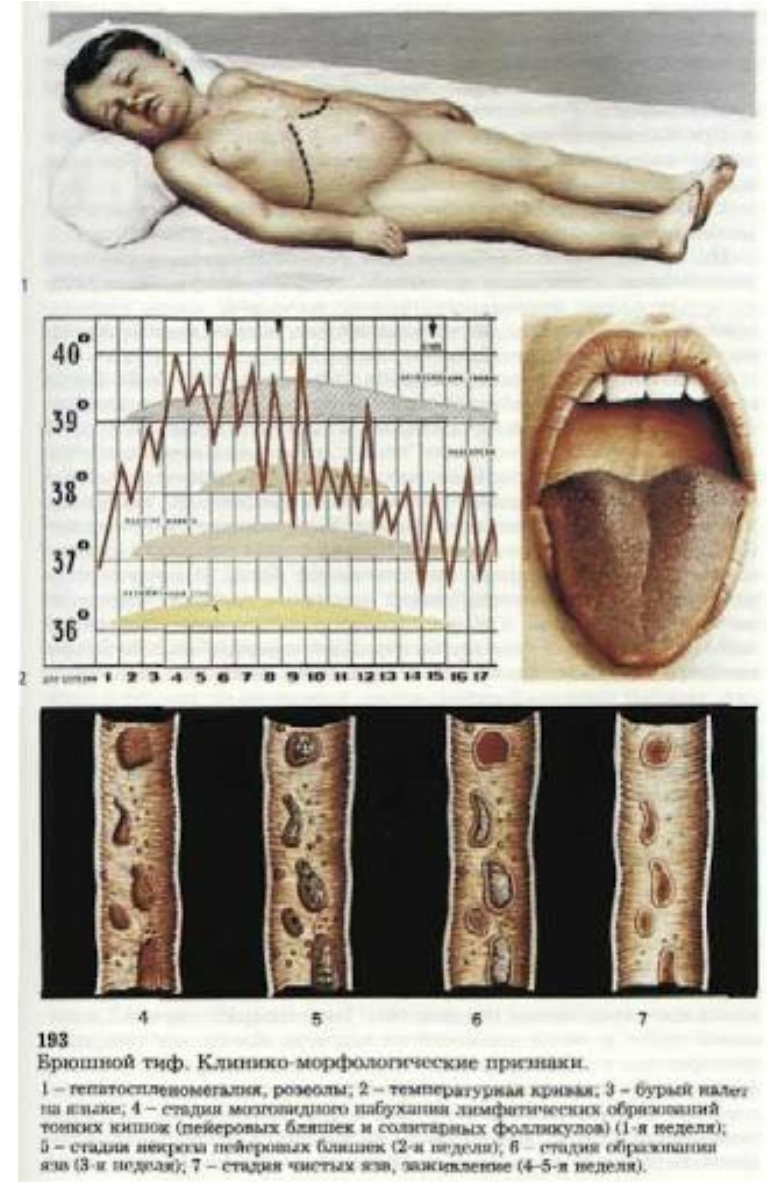 1
40°
39°
38°
37°
36°
2
1 2 3 4 5 6 7 8 9 10 11 12 13 14 15 16 17
4 5 6 7
193
Брюшной тиф. Клинико-морфологические признаки.
1 – гепатоспленомегалия, розеолы; 2 – температурная кривая; 3 – бурый налет
на языке; 4 – стадия мозговидного набухания лимфатических образований
тонких кишок (пейеровых бляшек и солитарных фолликулов) (1-я неделя);
5 – стадия некроза пейеровых бляшек (2-я неделя); 6 – стадия образования
язв (3-я неделя); 7 – стадия чистых язв, заживление (4–5-я неделя).